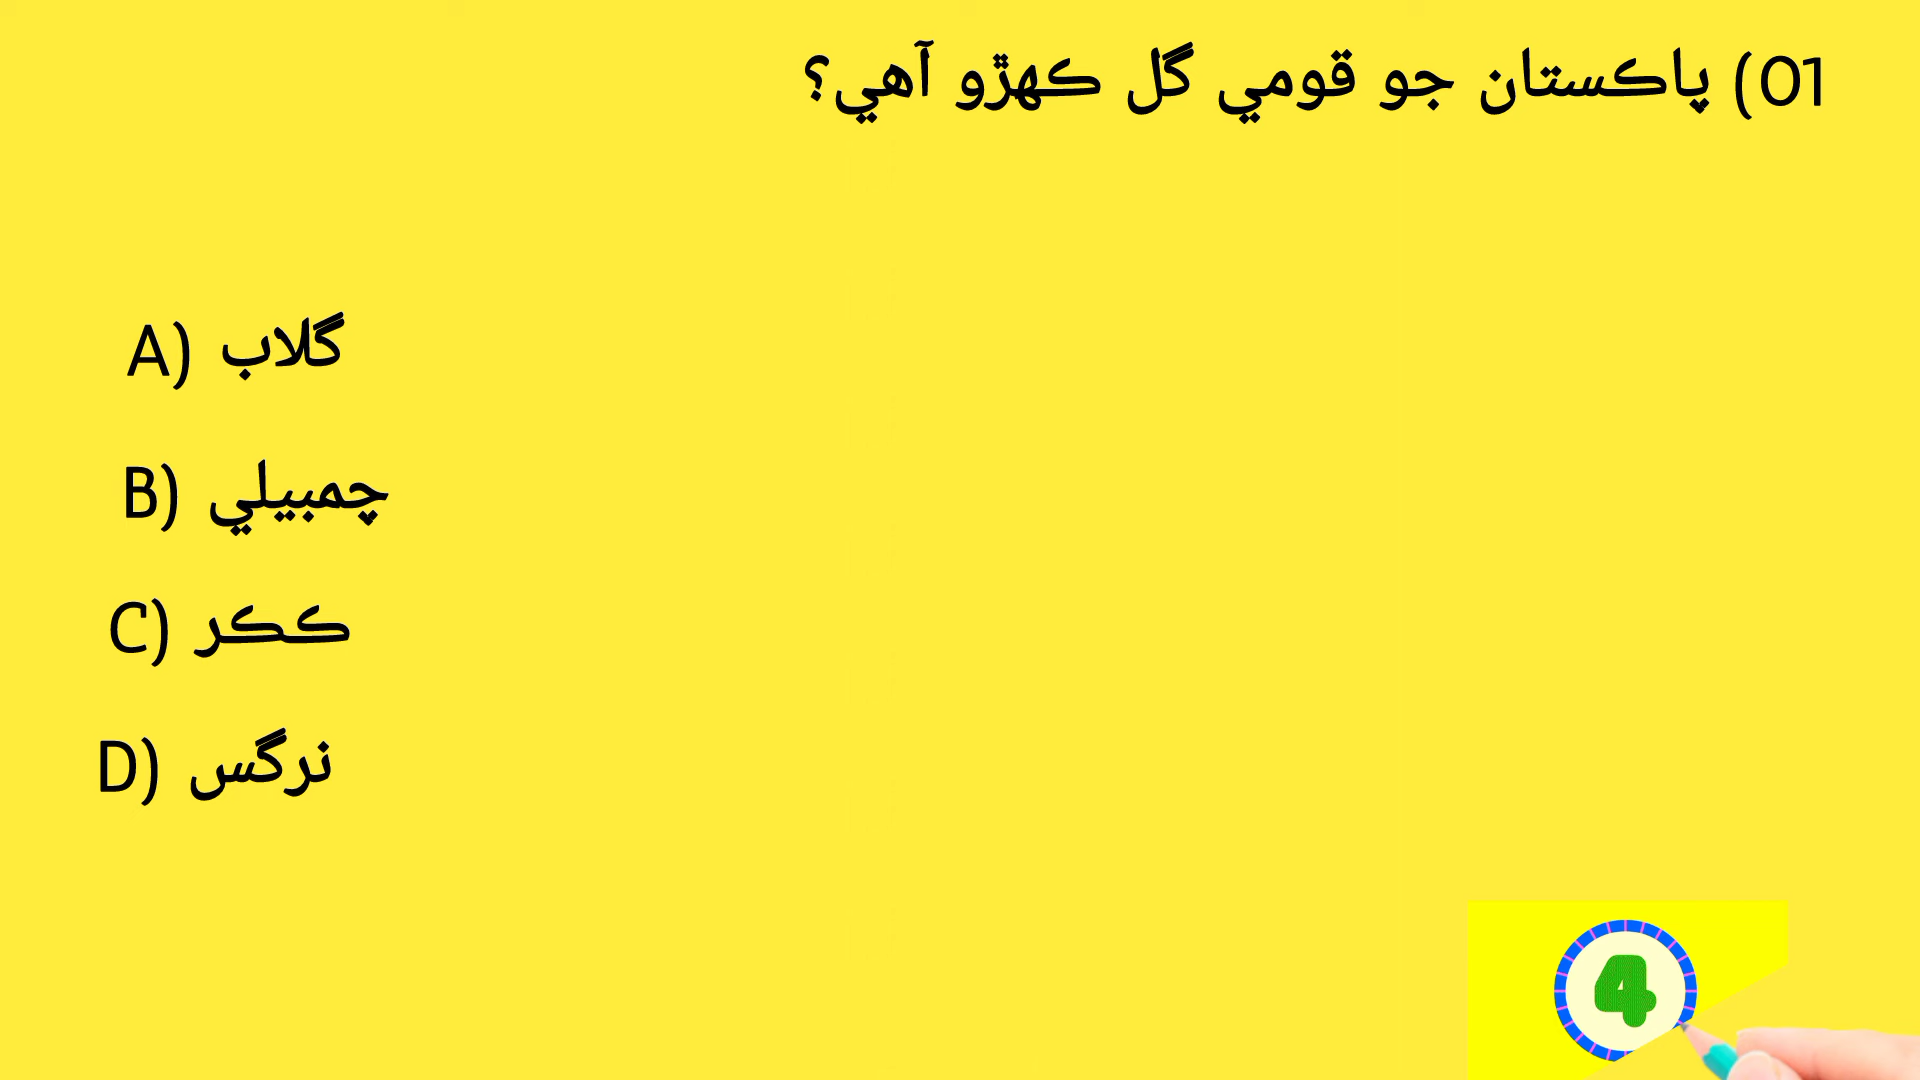 01) پاڪستان جو قومي گل ڪهڙو آهي؟
A) گلاب
B) چمبيلي
C) ڪڪر
D) نرگس
4